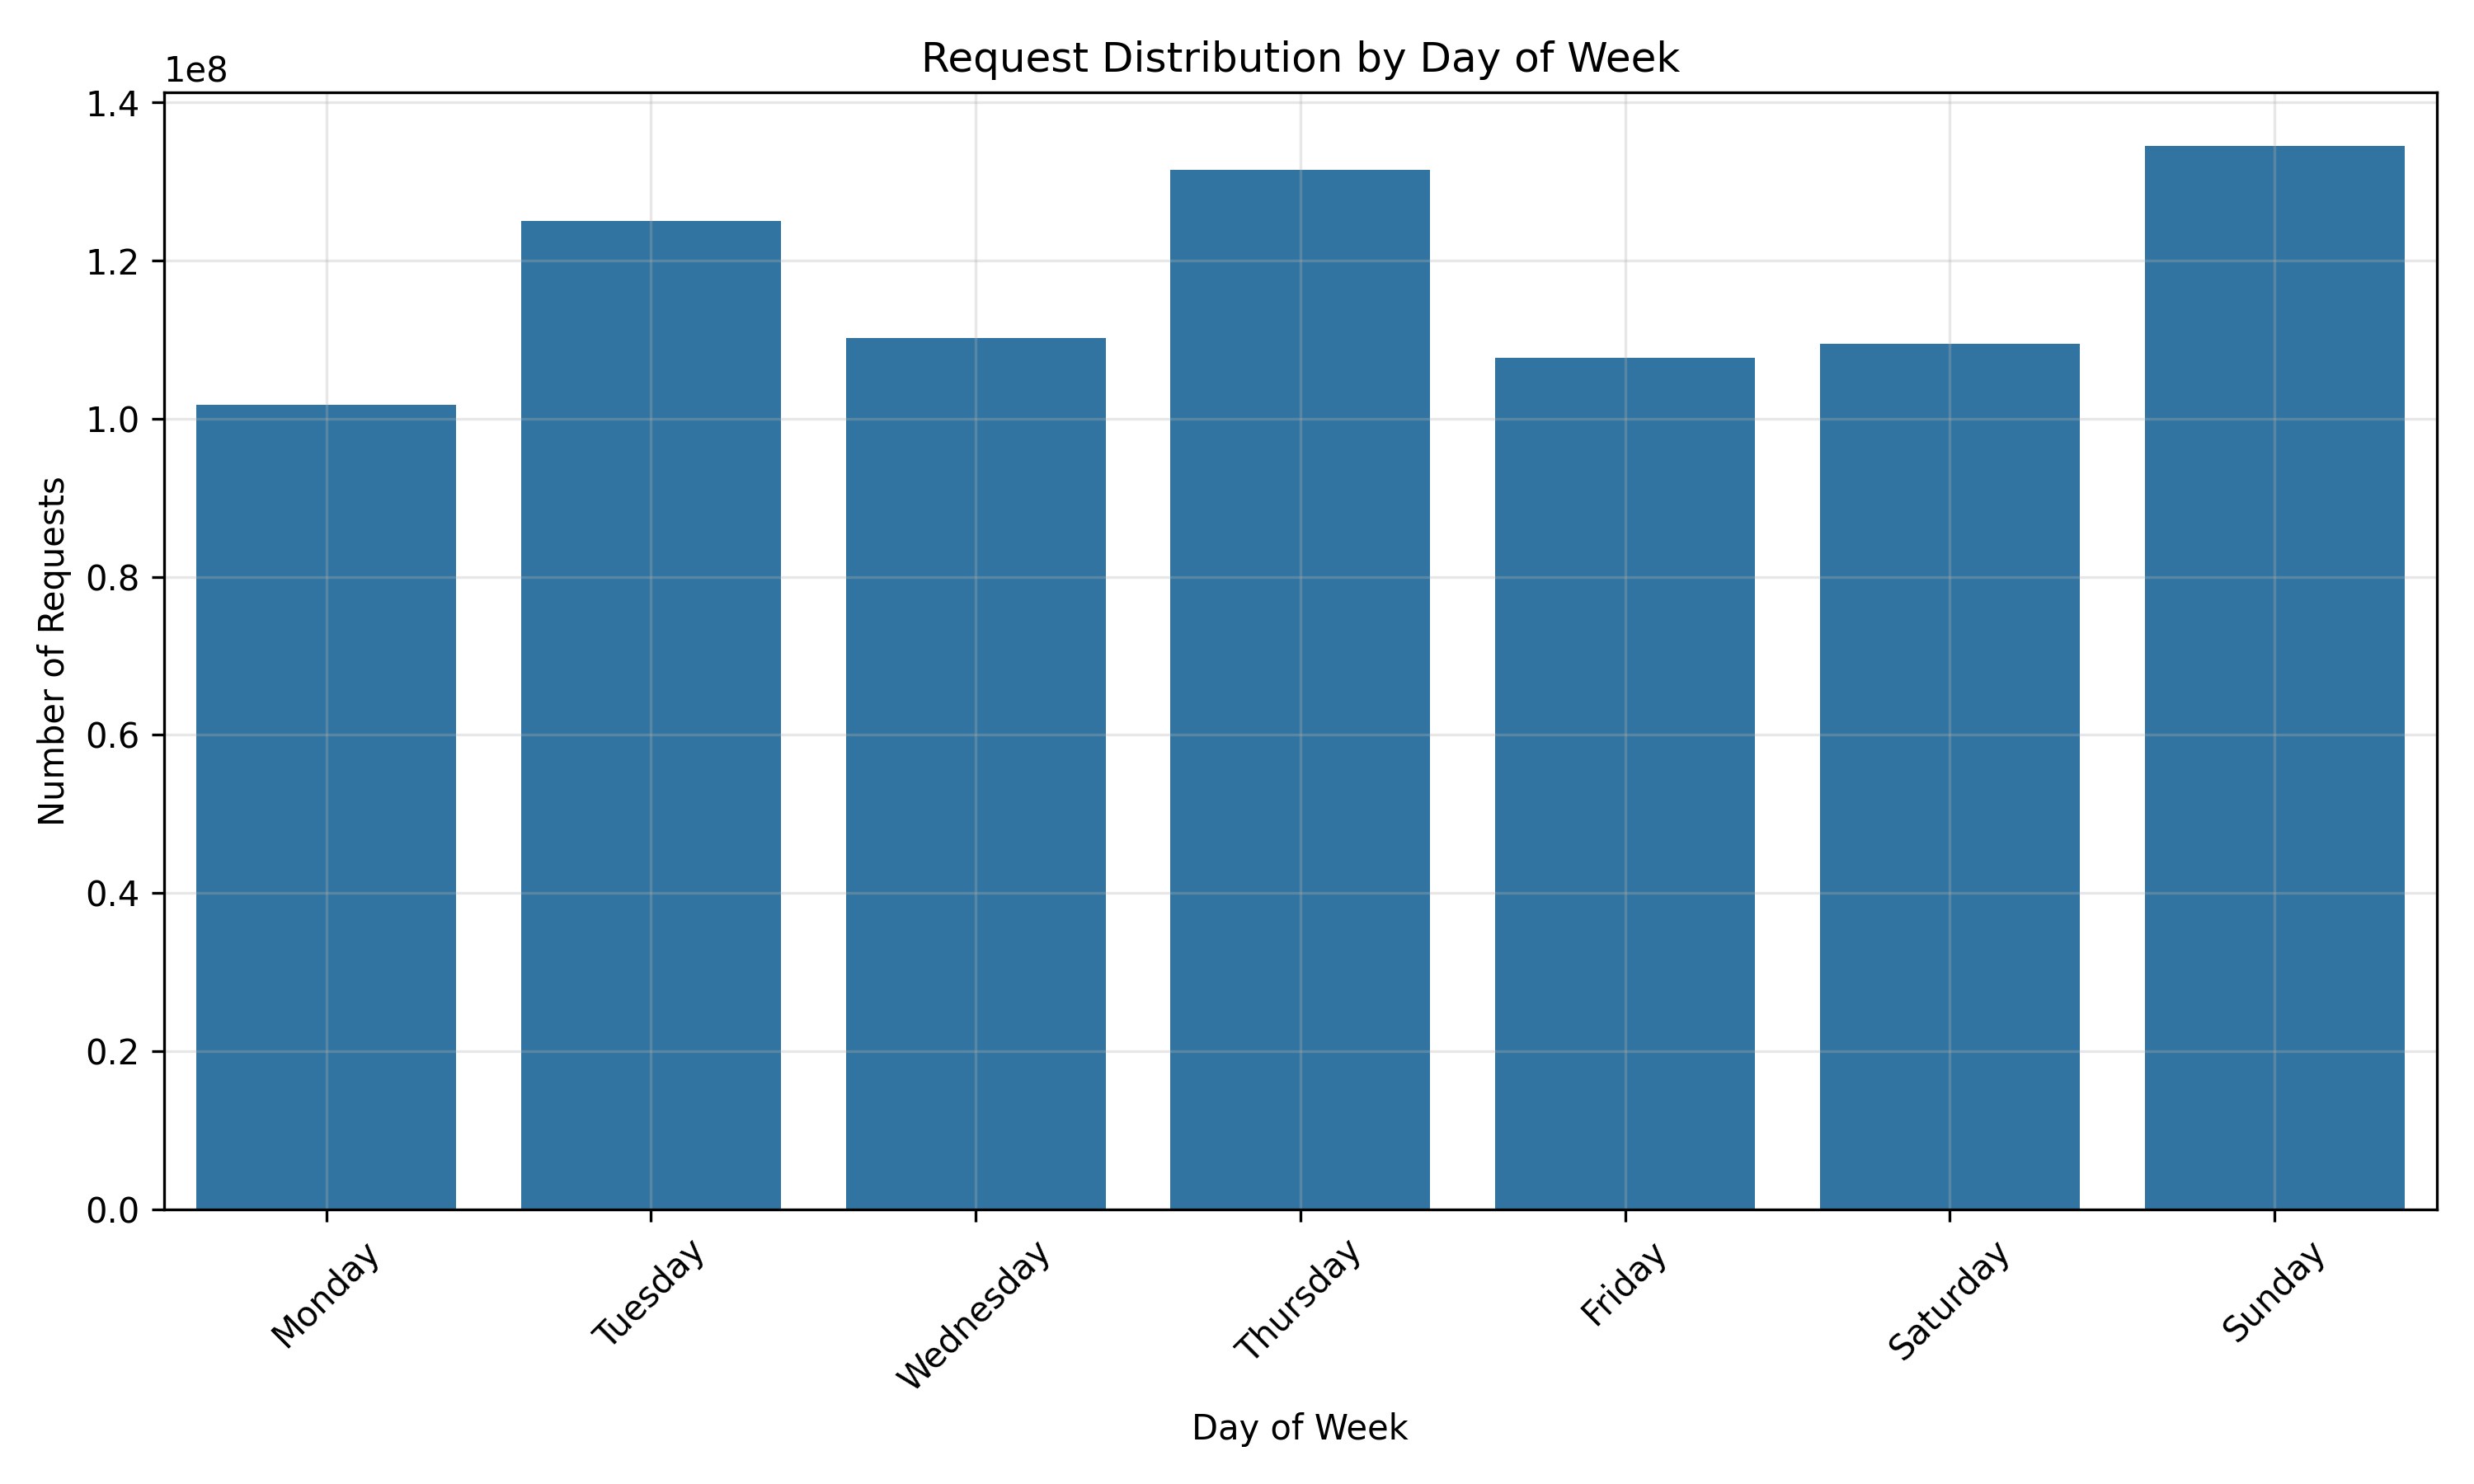 Request Distribution by Day of Week
1e8
1.4
1.2
1.0
0.8
0.6
0.4
0.2
0.0
Number of Requests
Monday
Tuesday
Wednesday
Thursday
Friday
Saturday
Sunday
Day of Week